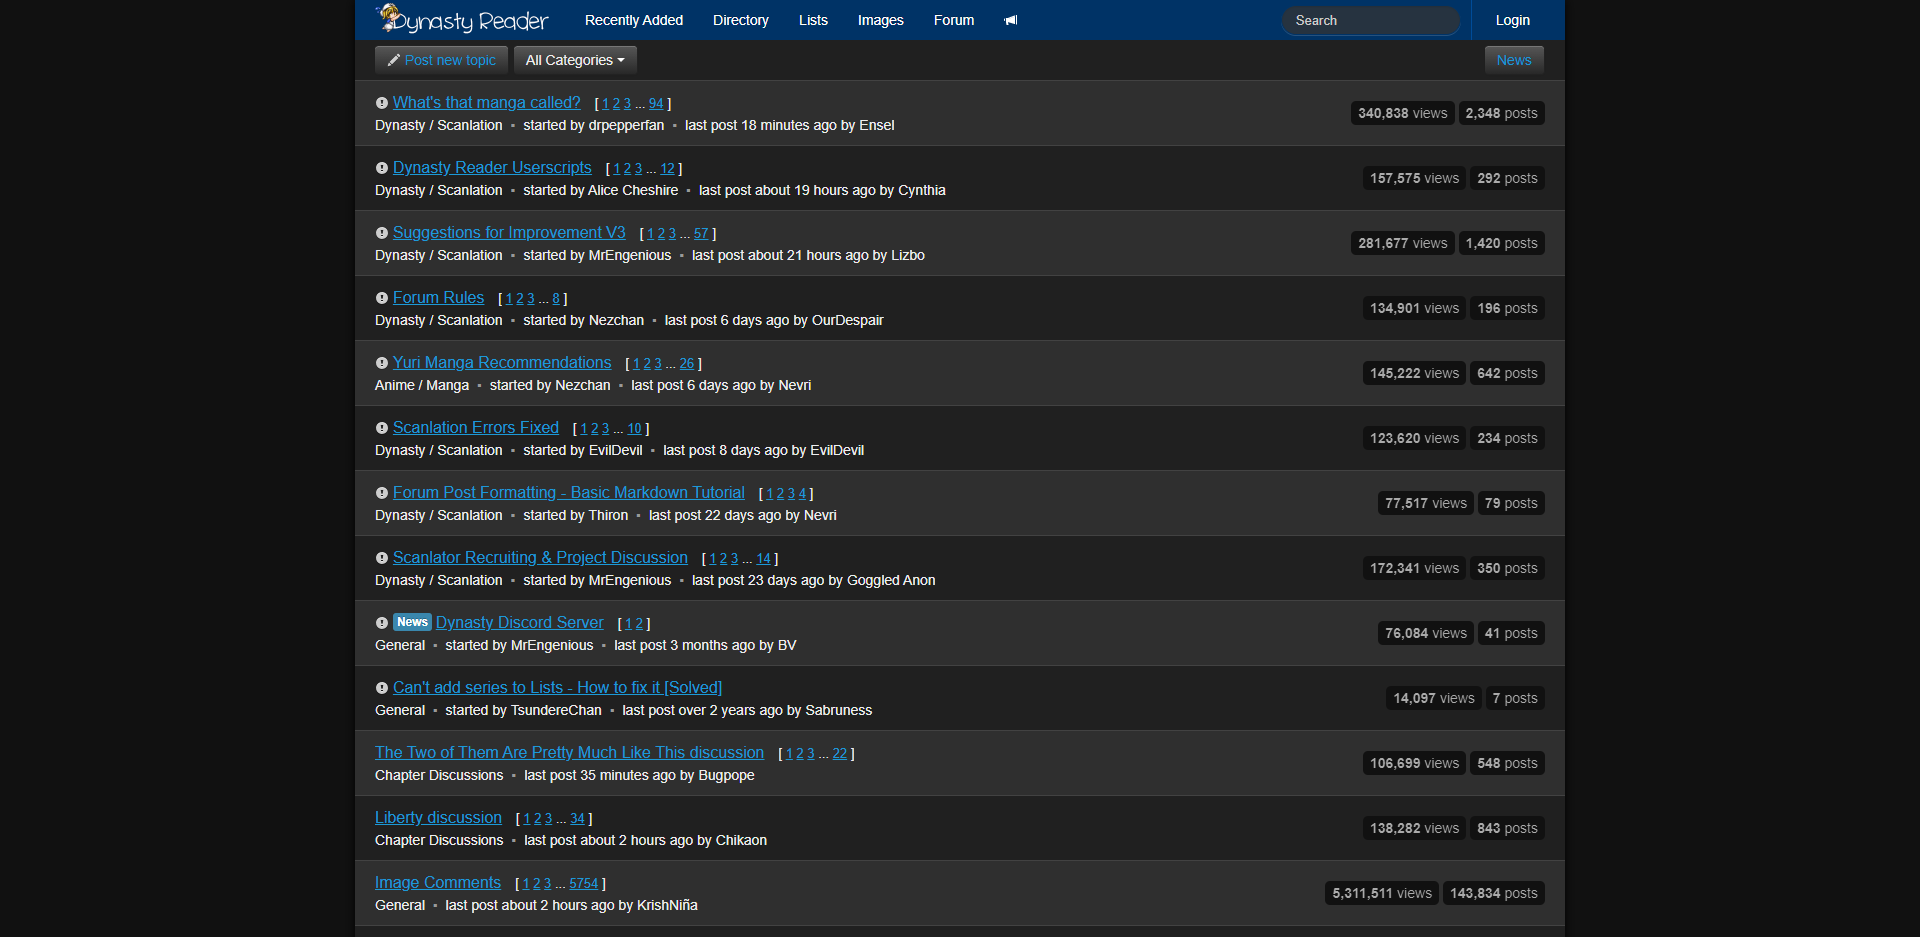 Dynasty Reader Recently Added Directory Lists Images Forum Search Login
Post new topic All Categories News
What's that manga called? [ 1 2 3 ... 94 ]
Dynasty / Scanlation ▪ started by drpepperfan ▪ last post 18 minutes ago by Ensel
340,838 views 2,348 posts
Dynasty Reader Userscripts [ 1 2 3 ... 12 ]
Dynasty / Scanlation ▪ started by Alice Cheshire ▪ last post about 19 hours ago by Cynthia
157,575 views 292 posts
Suggestions for Improvement V3 [ 1 2 3 ... 57 ]
Dynasty / Scanlation ▪ started by MrEngenious ▪ last post about 21 hours ago by Lizbo
281,677 views 1,420 posts
Forum Rules [ 1 2 3 ... 8 ]
Dynasty / Scanlation ▪ started by Nezchan ▪ last post 6 days ago by OurDespair
134,901 views 196 posts
Yuri Manga Recommendations [ 1 2 3 ... 26 ]
Anime / Manga ▪ started by Nezchan ▪ last post 6 days ago by Nevri
145,222 views 642 posts
Scanlation Errors Fixed [ 1 2 3 ... 10 ]
Dynasty / Scanlation ▪ started by EvilDevil ▪ last post 8 days ago by EvilDevil
123,620 views 234 posts
Forum Post Formatting - Basic Markdown Tutorial [ 1 2 3 4 ]
Dynasty / Scanlation ▪ started by Thiron ▪ last post 22 days ago by Nevri
77,517 views 79 posts
Scanlator Recruiting & Project Discussion [ 1 2 3 ... 14 ]
Dynasty / Scanlation ▪ started by MrEngenious ▪ last post 23 days ago by Goggled Anon
172,341 views 350 posts
News Dynasty Discord Server [ 1 2 ]
General ▪ started by MrEngenious ▪ last post 3 months ago by BV
76,084 views 41 posts
Can't add series to Lists - How to fix it [Solved]
General ▪ started by TsundereChan ▪ last post over 2 years ago by Sabruness
14,097 views 7 posts
The Two of Them Are Pretty Much Like This discussion [ 1 2 3 ... 22 ]
Chapter Discussions ▪ last post 35 minutes ago by Bugpope
106,699 views 548 posts
Liberty discussion [ 1 2 3 ... 34 ]
Chapter Discussions ▪ last post about 2 hours ago by Chikaon
138,282 views 843 posts
Image Comments [ 1 2 3 ... 5754 ]
General ▪ last post about 2 hours ago by KrishNiña
5,311,511 views 143,834 posts